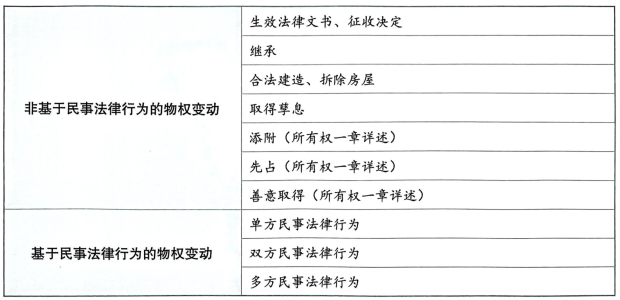 非基于民事法律行为的物权变动
生效法律文书、征收决定
继承
合法建造、拆除房屋
取得孳息
添附（所有权一章详述）
先占（所有权一章详述）
善意取得（所有权一章详述）
基于民事法律行为的物权变动
单方民事法律行为
双方民事法律行为
多方民事法律行为